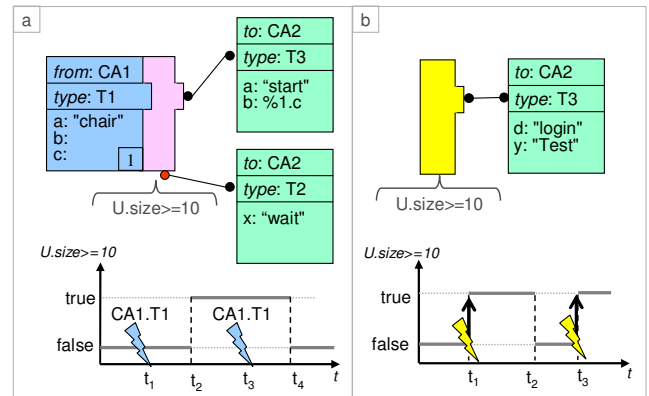 a
from: CA1
type: T1
a: "chair"
b:
c:
1
to: CA2
type: T3
a: “start”
b: %1.c
to: CA2
type: T2
x: “wait”
U.size>=10
U.size>=10
true
false
CA1.T1
CA1.T1
t1
t2
t3
t4
t
b
to: CA2
type: T3
d: "login"
y: "Test"
U.size>=10
U.size>=10
true
false
t1
t2
t3
t